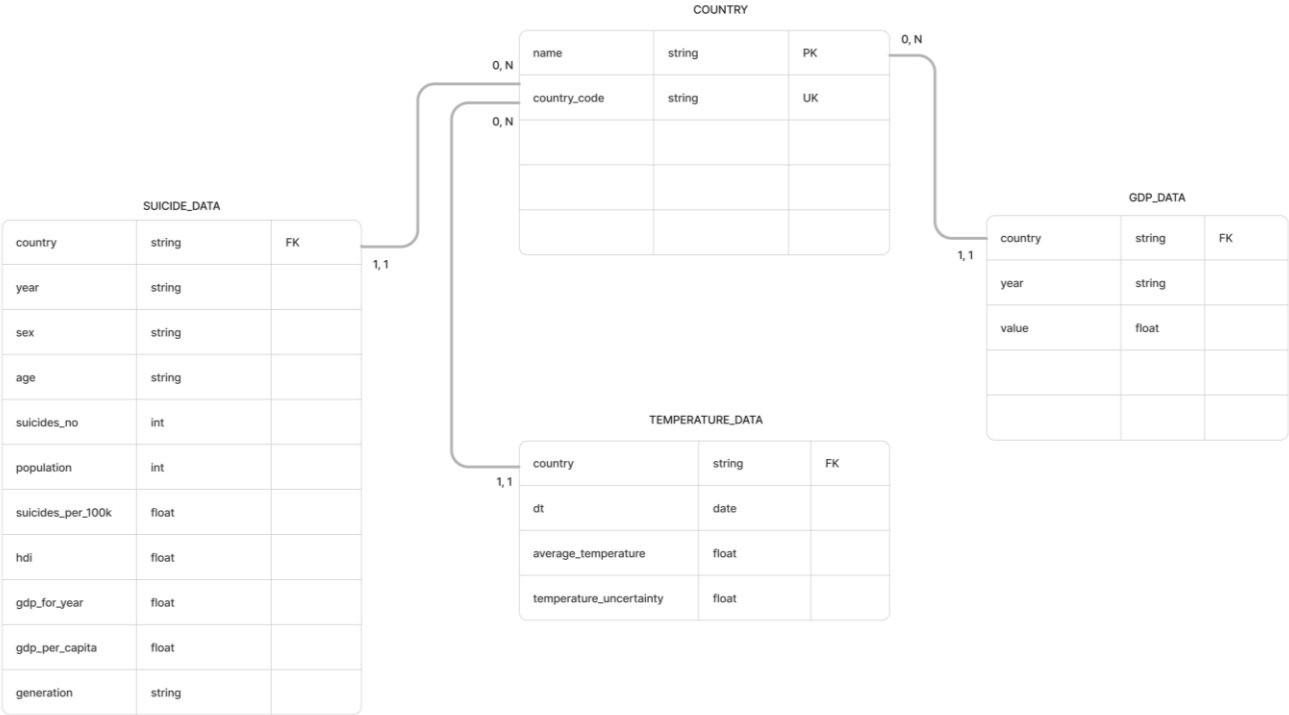 COUNTRY
name string PK
country_code string UK
0, N
0, N
0, N
SUICIDE_DATA
country string FK
year string
sex string
age string
suicides_no int
population int
suicides_per_100k float
hdi float
gdp_for_year float
gdp_per_capita float
generation string
1, 1
GDP_DATA
country string FK
year string
value float
1, 1
TEMPERATURE_DATA
country string FK
dt date
average_temperature float
temperature_uncertainty float
1, 1